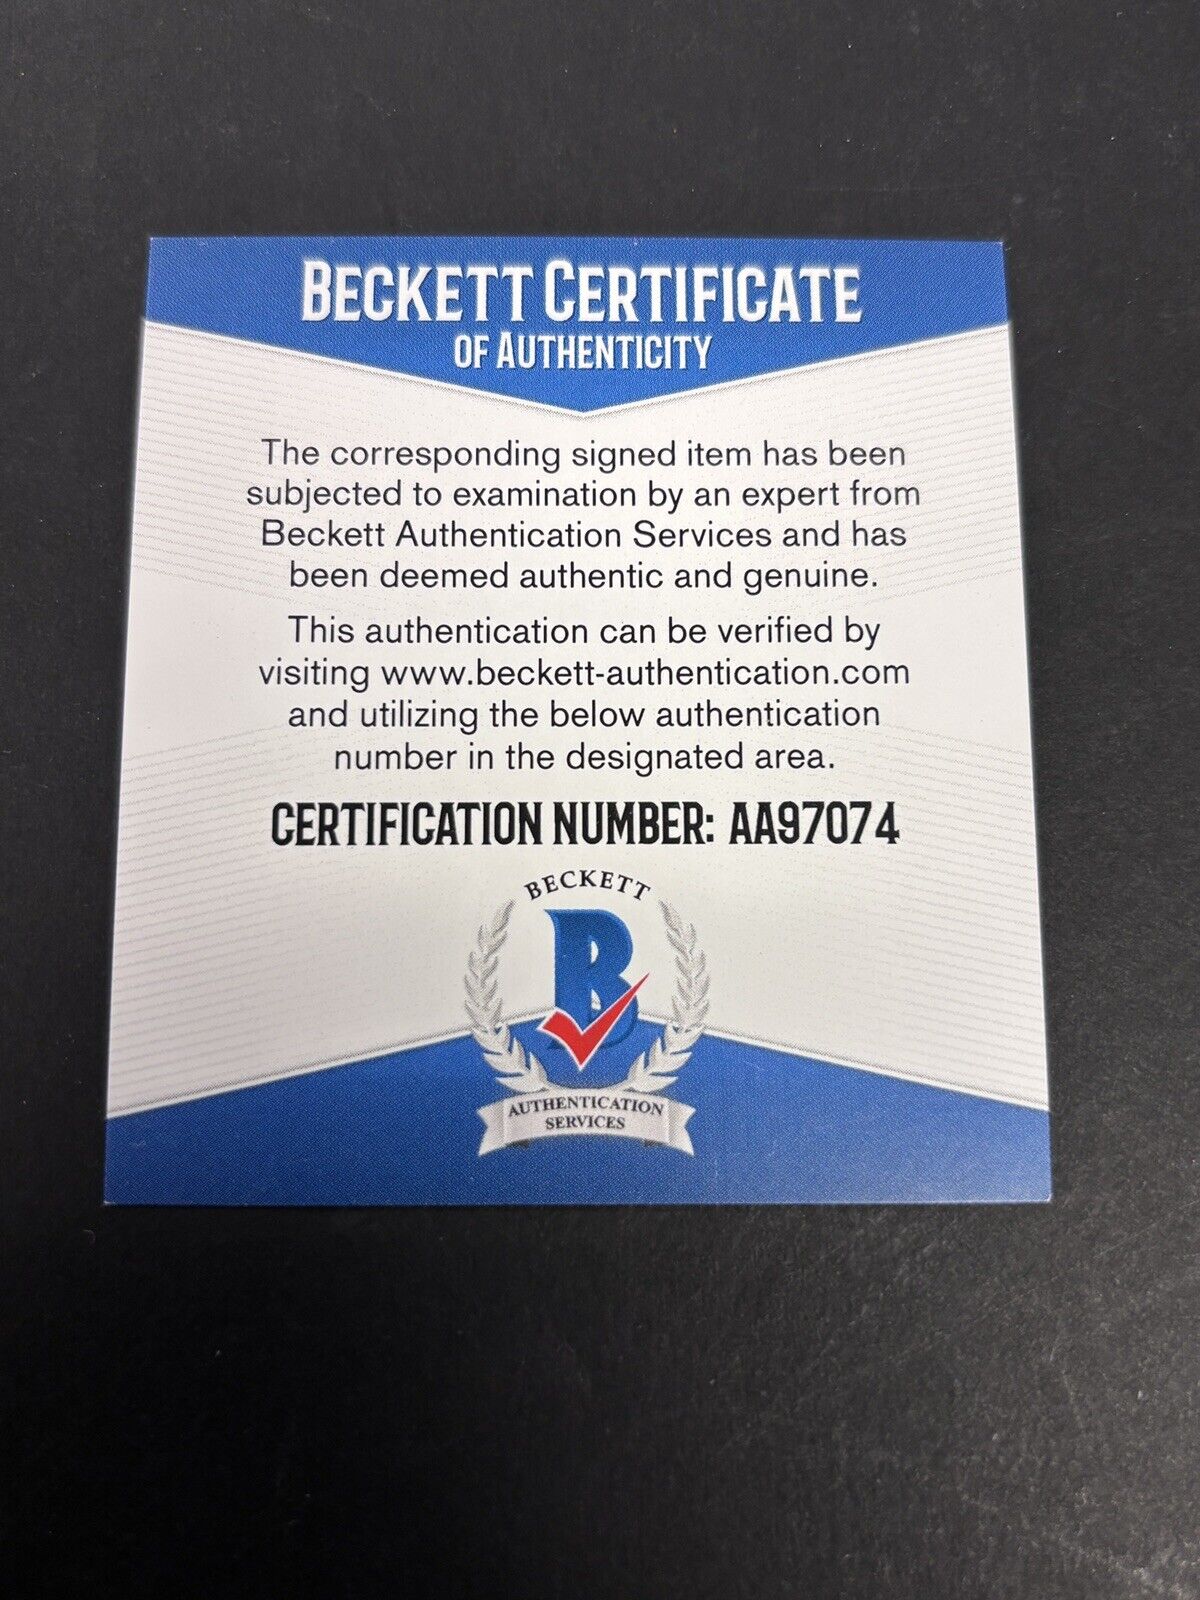 BECKETT CERTIFICATE
OF AUTHENTICITY
The corresponding signed item has been
subjected to examination by an expert from
Beckett Authentication Services and has
been deemed authentic and genuine.
This authentication can be verified by
visiting www.beckett-authentication.com
and utilizing the below authentication
number in the designated area.
CERTIFICATION NUMBER: AA97074
BECKETT
B
AUTHENTICATION
SERVICES